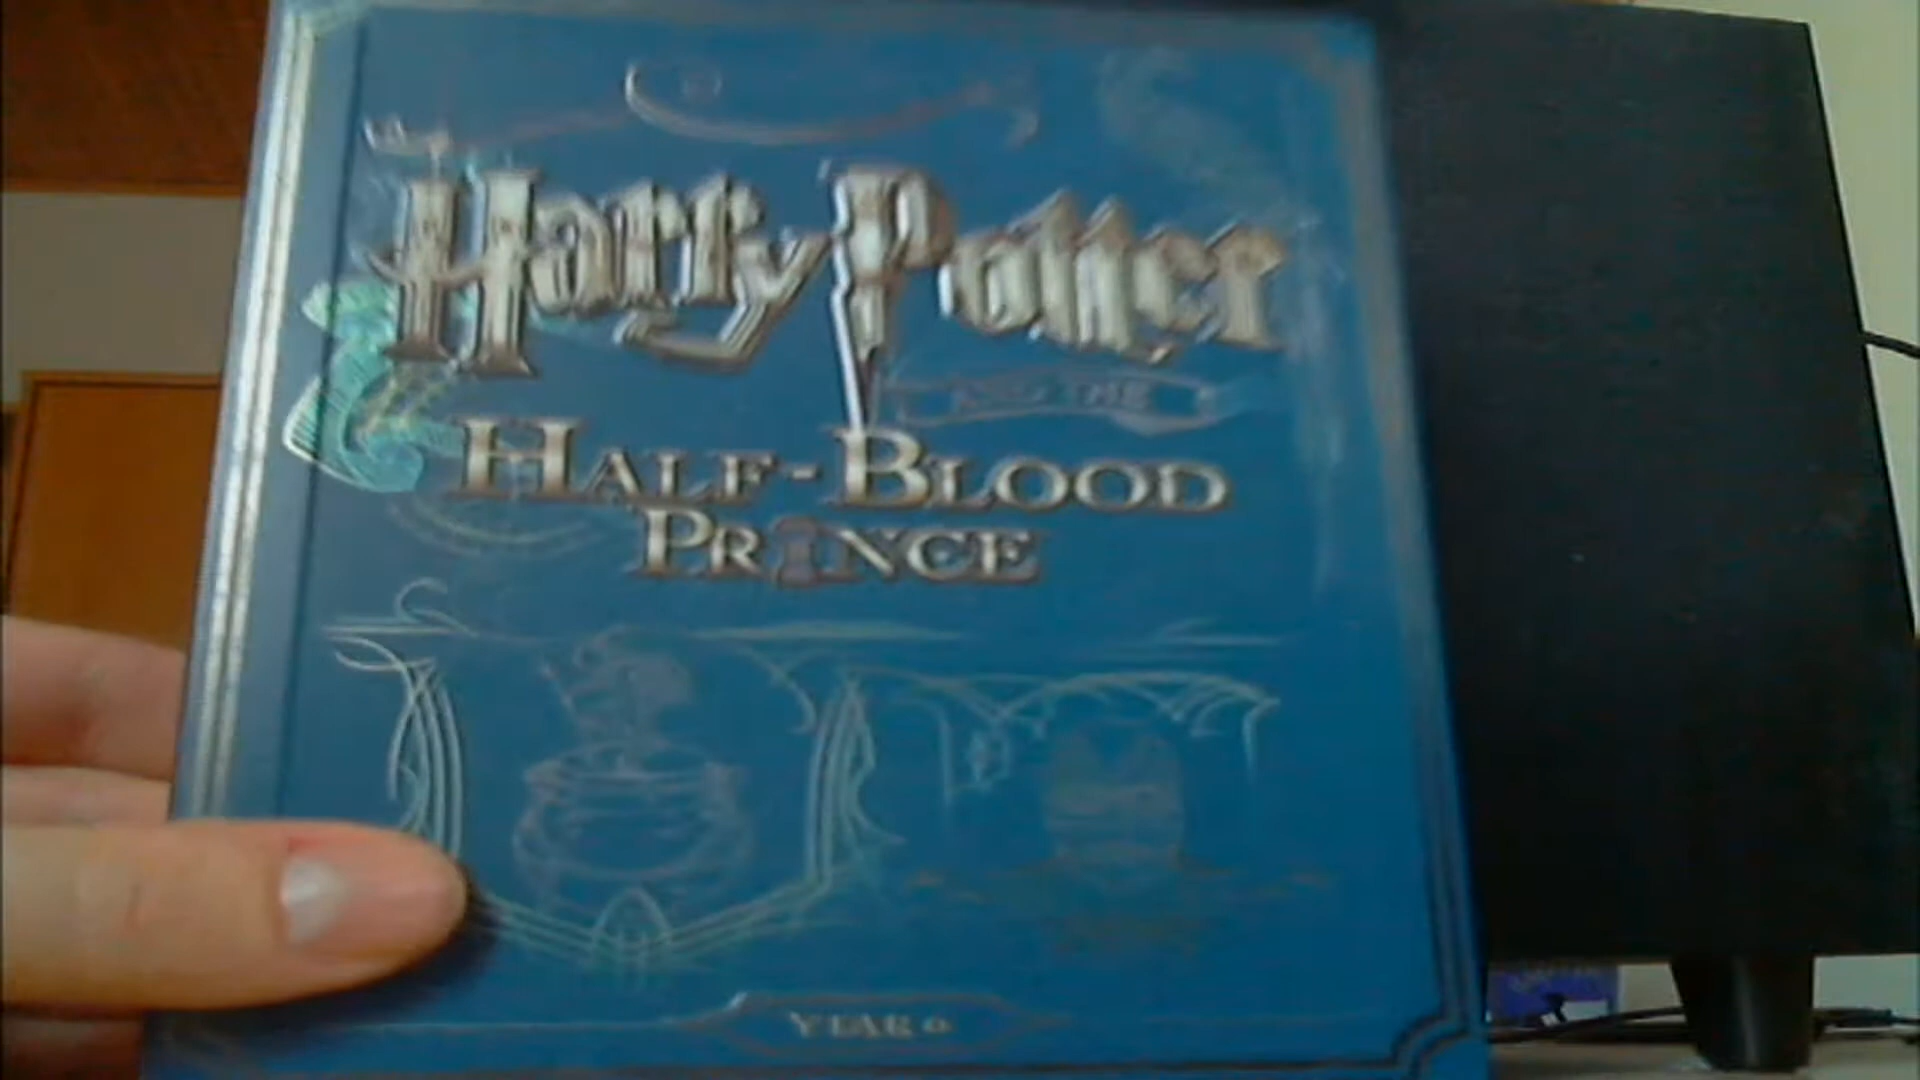 Harry Potter
AND THE
HALF-BLOOD
PRINCE
YEAR 6